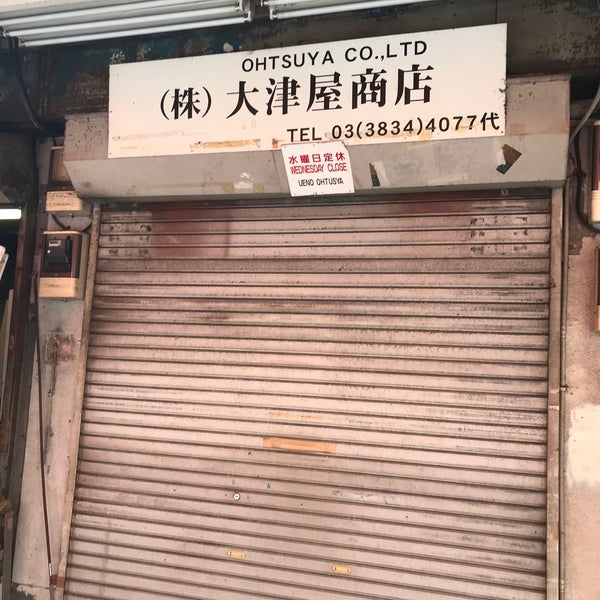 OHTSUYA CO.,LTD
(株) 大津屋商店
TEL 03(3834)4077代
水曜日定休
WEDNESDAY CLOSE
UENO OHTUSYA